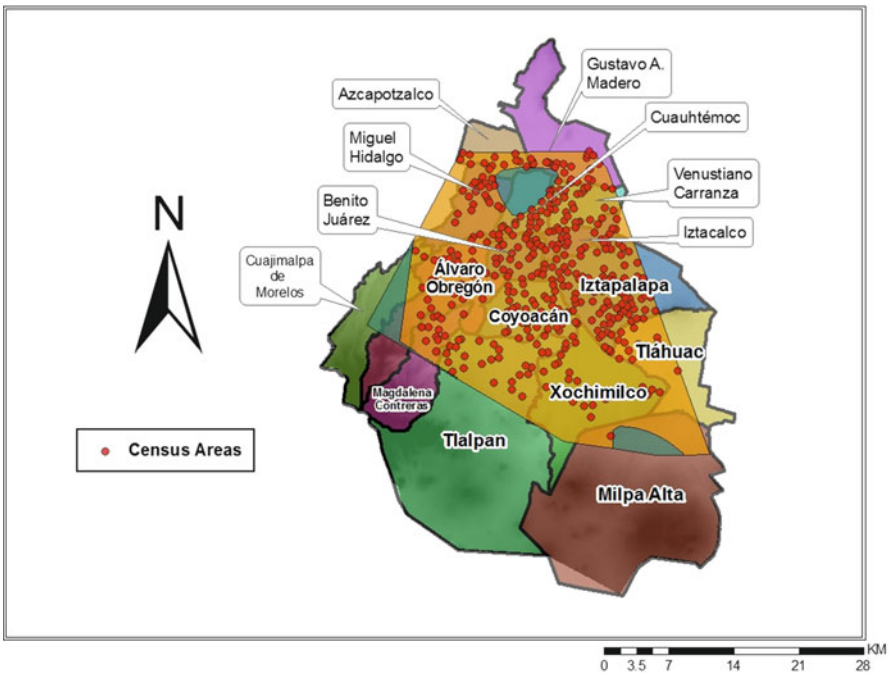 Gustavo A.
Madero
Azcapotzalco
Cuauhtémoc
Miguel
Hidalgo
Venustiano
Carranza
Benito
Juárez
Iztacalco
N
Cuajimalpa
de
Morelos
Álvaro
Obregón
Iztapalapa
Coyoacán
Tláhuac
Magdalena
Contreras
Xochimilco
Tlalpan
Census Areas
Milpa Alta
KM
0 3.5 7 14 21 28